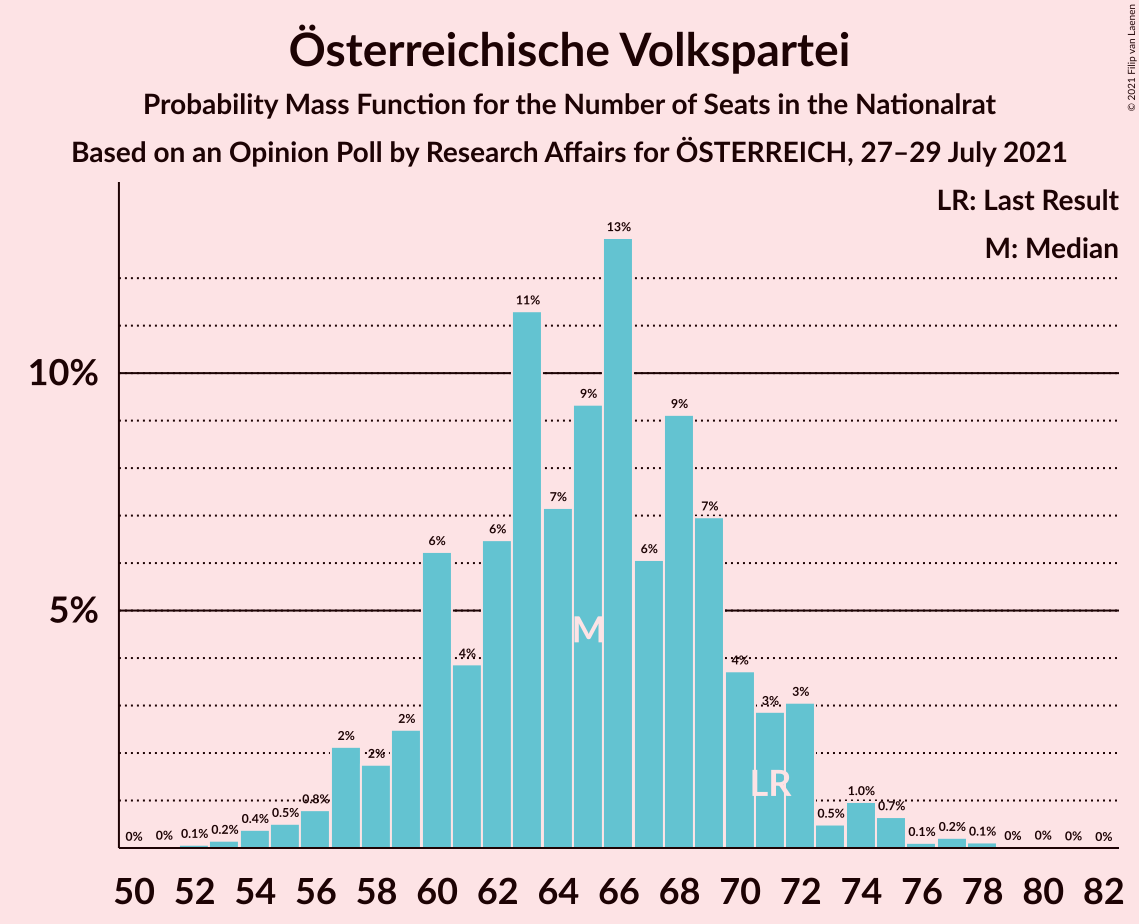 Österreichische Volkspartei
Probability Mass Function for the Number of Seats in the Nationalrat
Based on an Opinion Poll by Research Affairs for ÖSTERREICH, 27–29 July 2021
© 2021 Filip van Laenen
LR: Last Result
M: Median
10%
5%
0% 0% 0.1% 0.2% 0.4% 0.5% 0.8% 2% 2% 2% 6% 4% 6% 11% 7% 9% 13% 6% 9% 7% 4% 3% 3% 0.5% 1.0% 0.7% 0.1% 0.2% 0.1% 0% 0% 0% 0%
M
LR
50 52 54 56 58 60 62 64 66 68 70 72 74 76 78 80 82